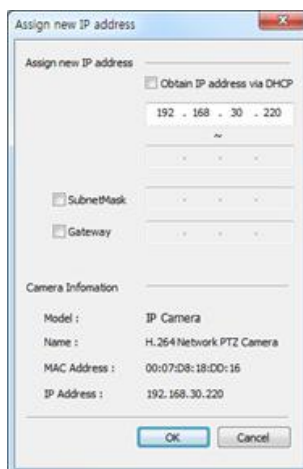 Assign new IP address
Assign new IP address
Obtain IP address via DHCP
192 . 168 . 30 . 220
~
. . .
SubnetMask . . .
Gateway . . .
Camera Infomation
Model : IP Camera
Name : H.264 Network PTZ Camera
MAC Address : 00:07:D8:18:DD:16
IP Address : 192.168.30.220
OK Cancel